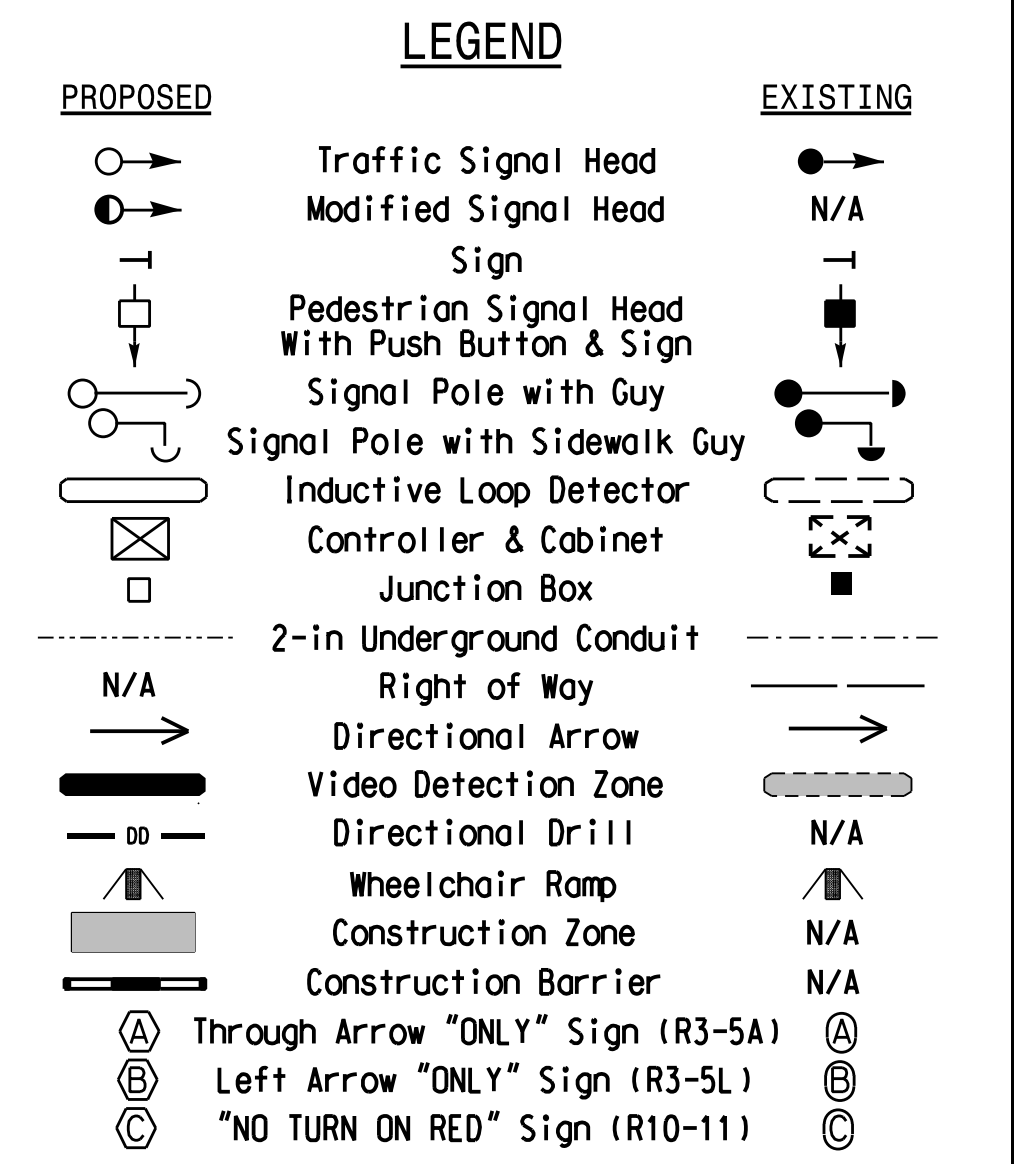 LEGEND
PROPOSED EXISTING
Traffic Signal Head
Modified Signal Head N/A
Sign
Pedestrian Signal Head
With Push Button & Sign
Signal Pole with Guy
Signal Pole with Sidewalk Guy
Inductive Loop Detector
Controller & Cabinet
Junction Box
2-in Underground Conduit
N/A Right of Way
Directional Arrow
Video Detection Zone
DD Directional Drill N/A
Wheelchair Ramp
Construction Zone N/A
Construction Barrier N/A
A Through Arrow "ONLY" Sign (R3-5A) A
B Left Arrow "ONLY" Sign (R3-5L) B
C "NO TURN ON RED" Sign (R10-11) C